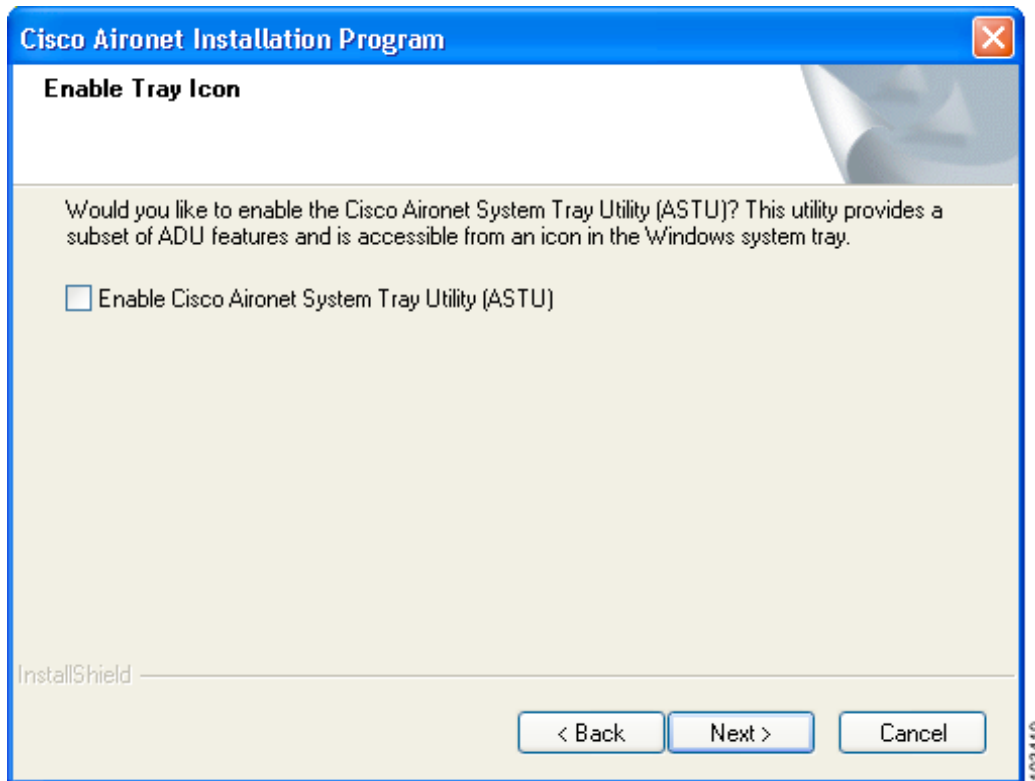 Cisco Aironet Installation Program
Enable Tray Icon
Would you like to enable the Cisco Aironet System Tray Utility (ASTU)? This utility provides a
subset of ADU features and is accessible from an icon in the Windows system tray.
Enable Cisco Aironet System Tray Utility (ASTU)
InstallShield
< Back
Next >
Cancel